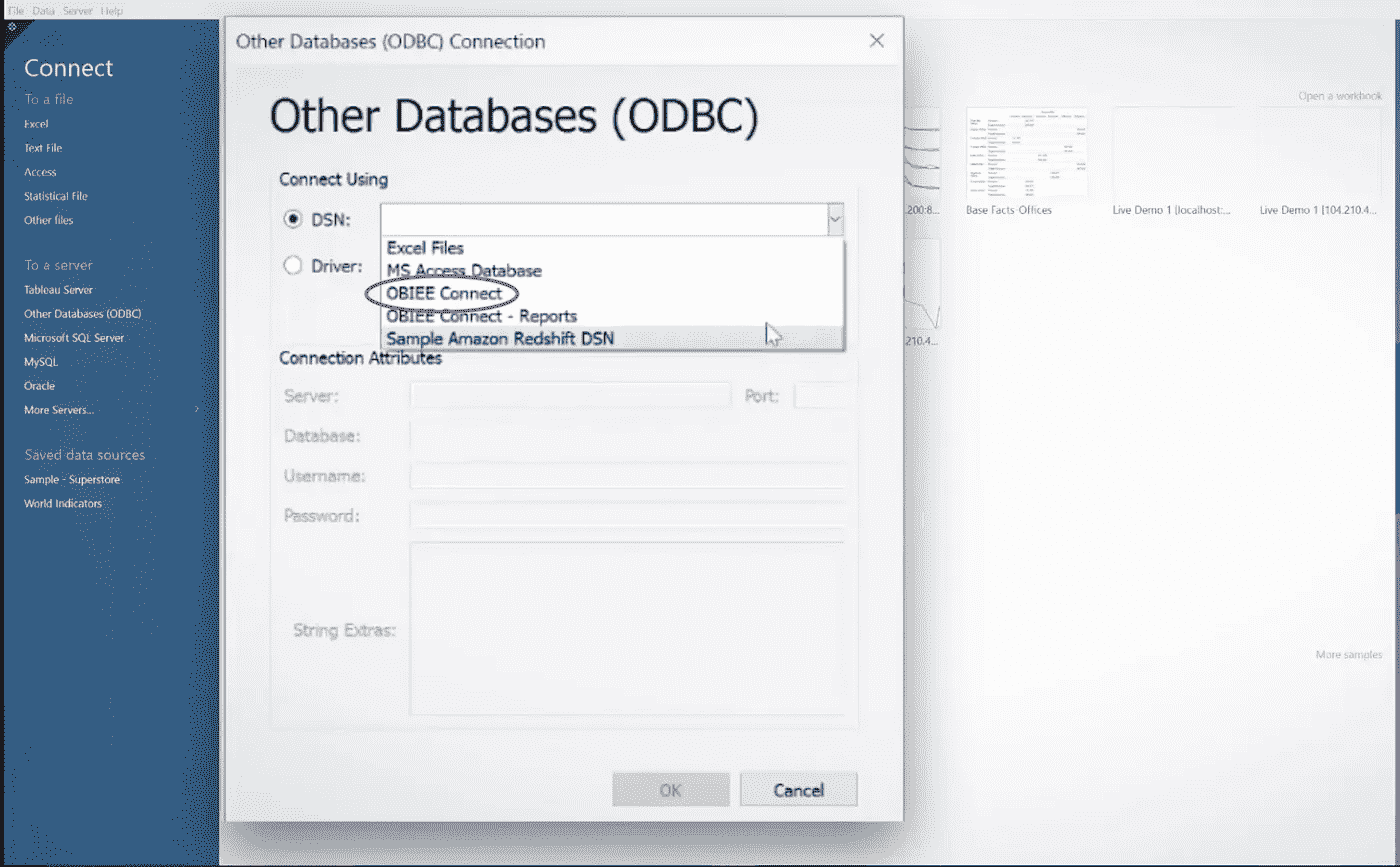 File Data Server Help
Connect
To a file
Excel
Text File
Access
Statistical File
Other files
To a server
Tableau Server
Other Databases (ODBC)
Microsoft SQL Server
MySQL
Oracle
More Servers...
Saved data sources
Sample - Superstore
World Indicators
Other Databases (ODBC) Connection
Other Databases (ODBC)
Connect Using
DSN:
Driver:
Excel Files
MS Access Database
OBIEE Connect
OBIEE Connect - Reports
Sample Amazon Redshift DSN
Connection Attributes
Server:
Port:
Database:
Username:
Password:
String Extras:
OK
Cancel
Open a workbook
.200:8...
Base Facts-Offices
Live Demo 1 [localhost:...
Live Demo 1 [104.210.4...
210.4...
More samples